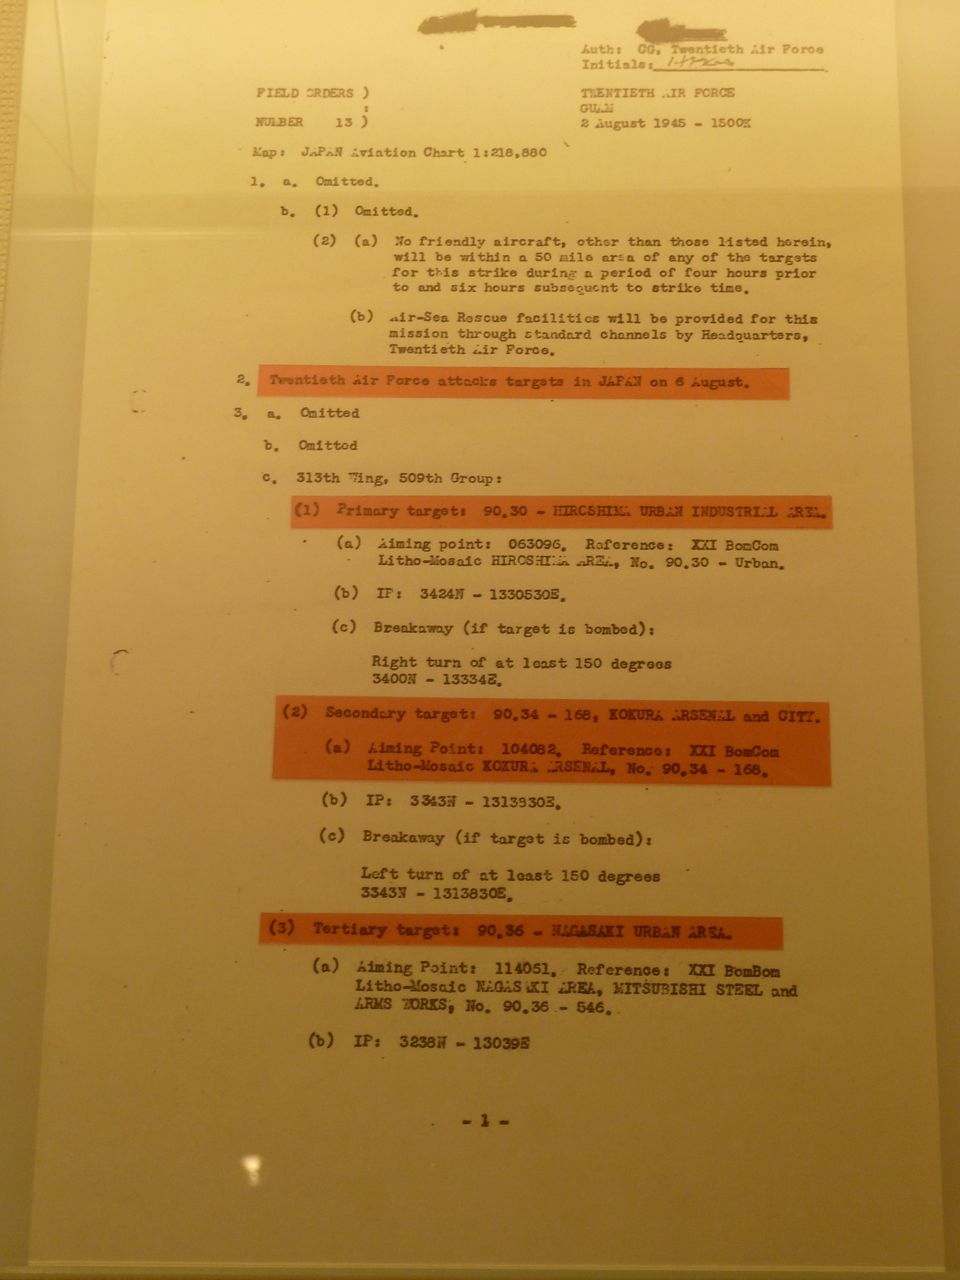 Auth: CG, Twentieth Air Force
Initials:
FIELD ORDERS )
:
NUMBER 13 )
TWENTIETH AIR FORCE
GUAM
2 August 1945 - 1500K
Map: JAPAN Aviation Chart 1:218,880
1. a. Omitted.
b. (1) Omitted.
(2) (a) No friendly aircraft, other than those listed herein,
will be within a 50 mile area of any of the targets
for this strike during a period of four hours prior
to and six hours subsequent to strike time.
(b) Air-Sea Rescue facilities will be provided for this
mission through standard channels by Headquarters,
Twentieth Air Force.
2. Twentieth Air Force attacks targets in JAPAN on 6 August.
3. a. Omitted
b. Omitted
c. 313th Wing, 509th Group:
(1) Primary target: 90.30 - HIROSHIMA URBAN INDUSTRIAL AREA.
(a) Aiming point: 063096. Reference: XXI BomCom
Litho-Mosaic HIROSHIMA AREA, No. 90.30 - Urban.
(b) IP: 3424N - 1330530E.
(c) Breakaway (if target is bombed):
Right turn of at least 150 degrees
3400N - 13334E.
(2) Secondary target: 90.34 - 168, KOKURA ARSENAL and CITY.
(a) Aiming Point: 104082. Reference: XXI BomCom
Litho-Mosaic KOKURA ARSENAL, No. 90.34 - 168.
(b) IP: 3343N - 1313830E.
(c) Breakaway (if target is bombed):
Left turn of at least 150 degrees
3343N - 1313830E.
(3) Tertiary target: 90.36 - NAGASAKI URBAN AREA.
(a) Aiming Point: 114061. Reference: XXI BomBom
Litho-Mosaic NAGASAKI AREA, MITSUBISHI STEEL and
ARMS WORKS, No. 90.36 - 546.
(b) IP: 3238N - 13039E
- 1 -